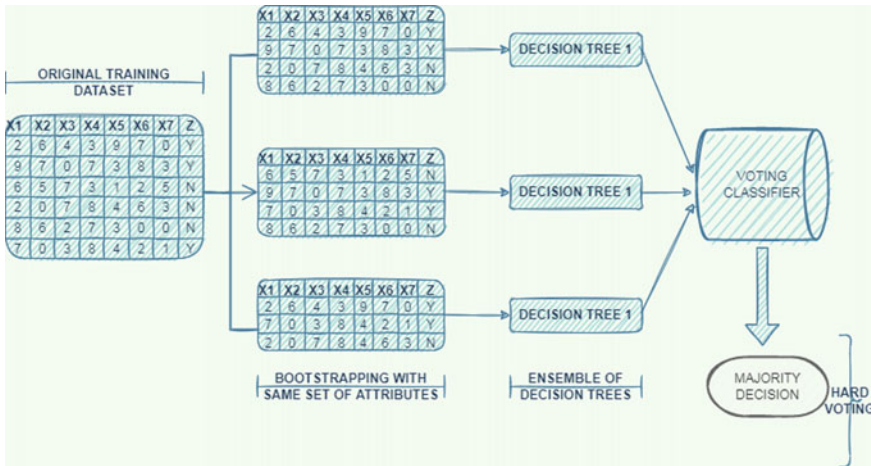 ORIGINAL TRAINING
DATASET
X1 X2 X3 X4 X5 X6 X7 Z
2 6 4 3 9 7 0 Y
9 7 0 7 3 8 3 Y
6 5 7 3 1 2 5 N
2 0 7 8 4 6 3 N
8 6 2 7 3 0 0 N
7 0 3 8 4 2 1 Y
X1 X2 X3 X4 X5 X6 X7 Z
2 6 4 3 9 7 0 Y
9 7 0 7 3 8 3 Y
2 0 7 8 4 6 3 N
8 6 2 7 3 0 0 N
X1 X2 X3 X4 X5 X6 X7 Z
6 5 7 3 1 2 5 N
9 7 0 7 3 8 3 Y
7 0 3 8 4 2 1 Y
8 6 2 7 3 0 0 N
X1 X2 X3 X4 X5 X6 X7 Z
2 6 4 3 9 7 0 Y
7 0 3 8 4 2 1 Y
2 0 7 8 4 6 3 N
BOOTSTRAPPING WITH
SAME SET OF ATTRIBUTES
DECISION TREE 1
DECISION TREE 1
DECISION TREE 1
ENSEMBLE OF
DECISION TREES
VOTING
CLASSIFIER
MAJORITY
DECISION
HARD
VOTING